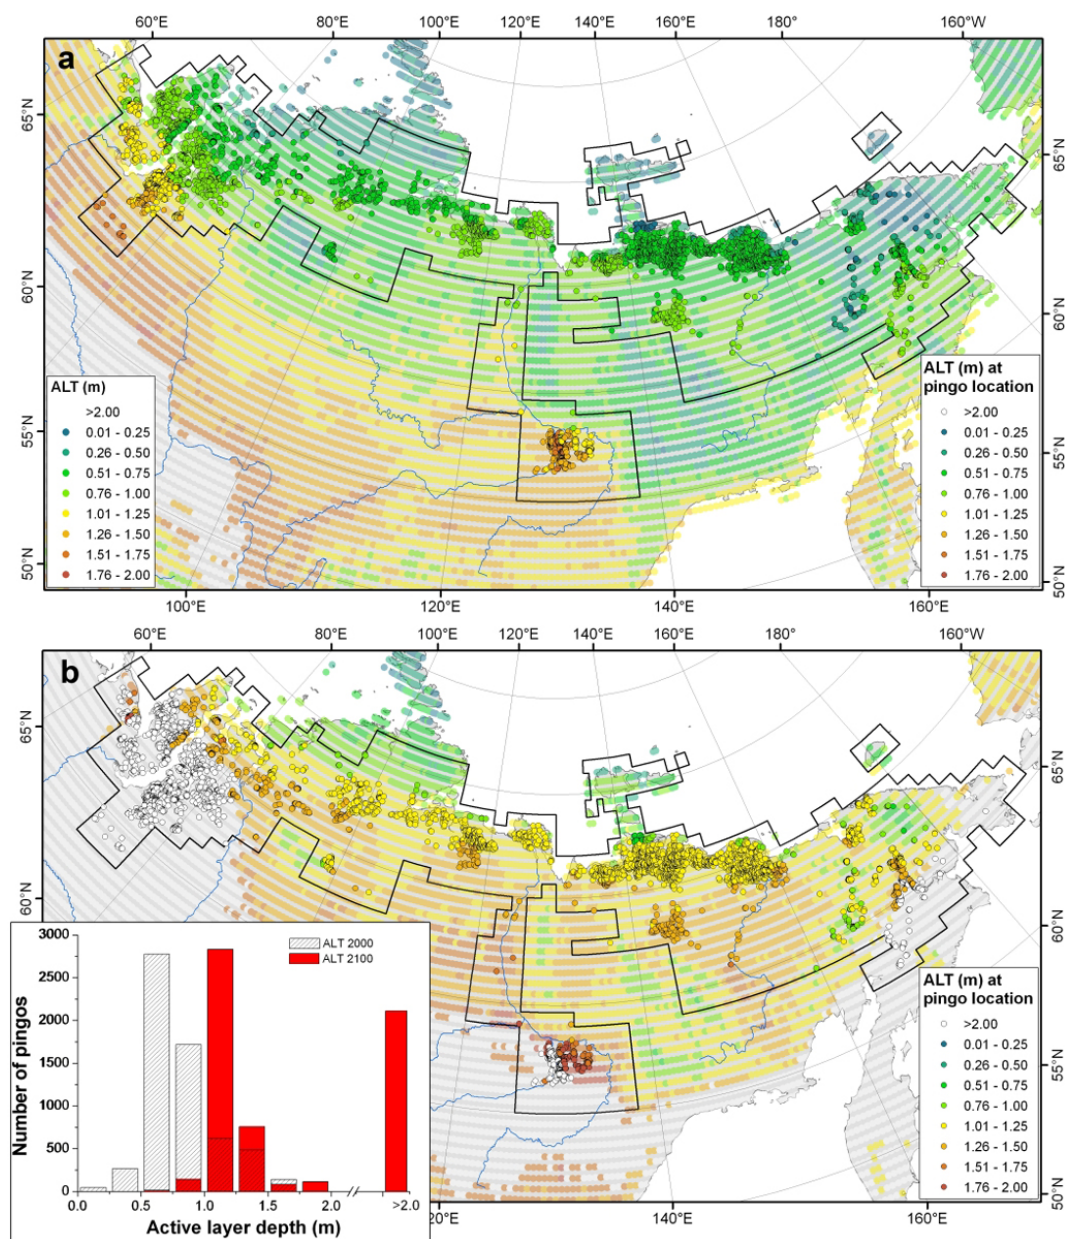 60°E 80°E 100°E 120°E 140°E 160°E 180° 160°W
a
65°N
60°N
55°N
50°N
65°N
60°N
55°N
50°N
ALT (m)
>2.00
0.01 - 0.25
0.26 - 0.50
0.51 - 0.75
0.76 - 1.00
1.01 - 1.25
1.26 - 1.50
1.51 - 1.75
1.76 - 2.00
ALT (m) at
pingo location
>2.00
0.01 - 0.25
0.26 - 0.50
0.51 - 0.75
0.76 - 1.00
1.01 - 1.25
1.26 - 1.50
1.51 - 1.75
1.76 - 2.00
100°E 120°E 140°E 160°E
60°E 80°E 100°E 120°E 140°E 160°E 180° 160°W
b
65°N
60°N
65°N
60°N
55°N
50°N
Number of pingos
3000
2500
2000
1500
1000
500
0
ALT 2000
ALT 2100
0.0 0.5 1.0 1.5 2.0 >2.0
Active layer depth (m)
ALT (m) at
pingo location
>2.00
0.01 - 0.25
0.26 - 0.50
0.51 - 0.75
0.76 - 1.00
1.01 - 1.25
1.26 - 1.50
1.51 - 1.75
1.76 - 2.00
20°E 140°E 160°E